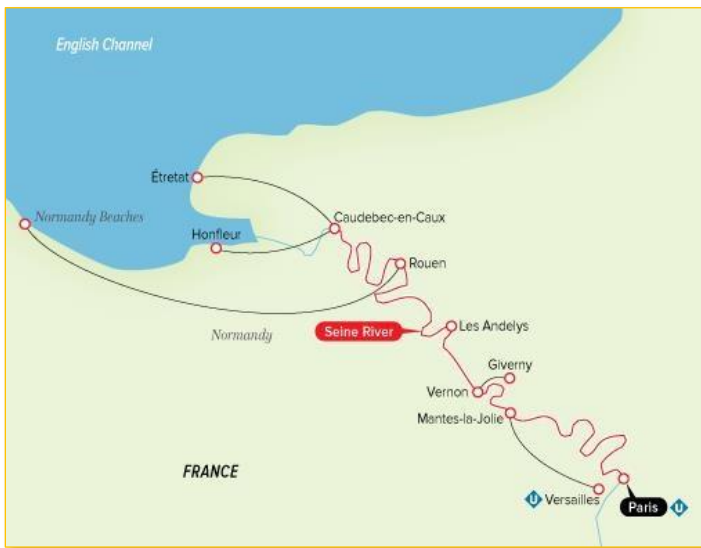 English Channel
Étretat
Normandy Beaches
Caudebec-en-Caux
Honfleur
Rouen
Normandy
Seine River
Les Andelys
Giverny
Vernon
Mantes-la-Jolie
FRANCE
U Versailles
Paris U